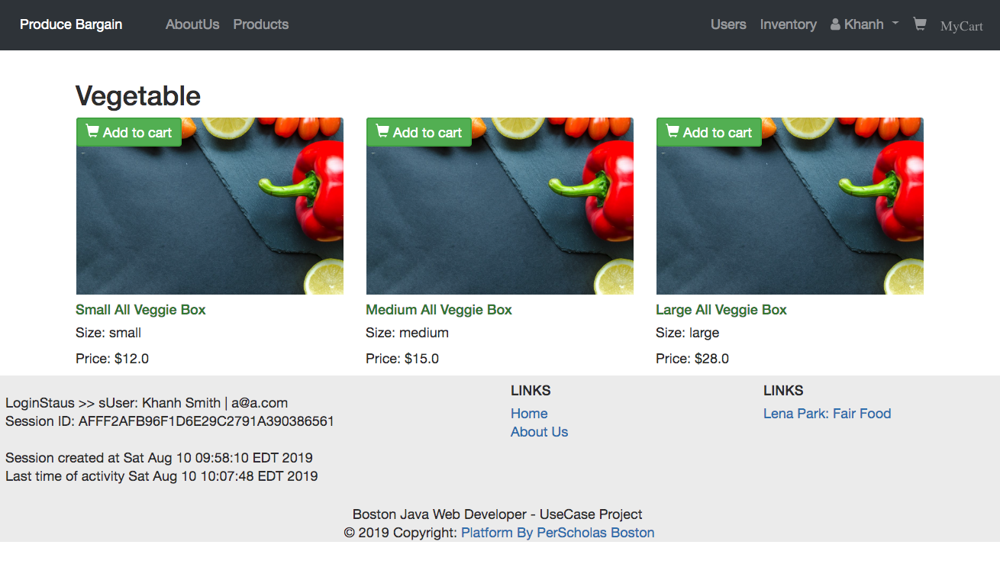 Produce Bargain AboutUs Products Users Inventory Khanh MyCart
Vegetable
Add to cart Add to cart Add to cart
Small All Veggie Box Medium All Veggie Box Large All Veggie Box
Size: small Size: medium Size: large
Price: $12.0 Price: $15.0 Price: $28.0
LINKS LINKS
LoginStaus >> sUser: Khanh Smith | a@a.com
Home Lena Park: Fair Food
Session ID: AFFF2AFB96F1D6E29C2791A390386561
About Us
Session created at Sat Aug 10 09:58:10 EDT 2019
Last time of activity Sat Aug 10 10:07:48 EDT 2019
Boston Java Web Developer - UseCase Project
© 2019 Copyright: Platform By PerScholas Boston